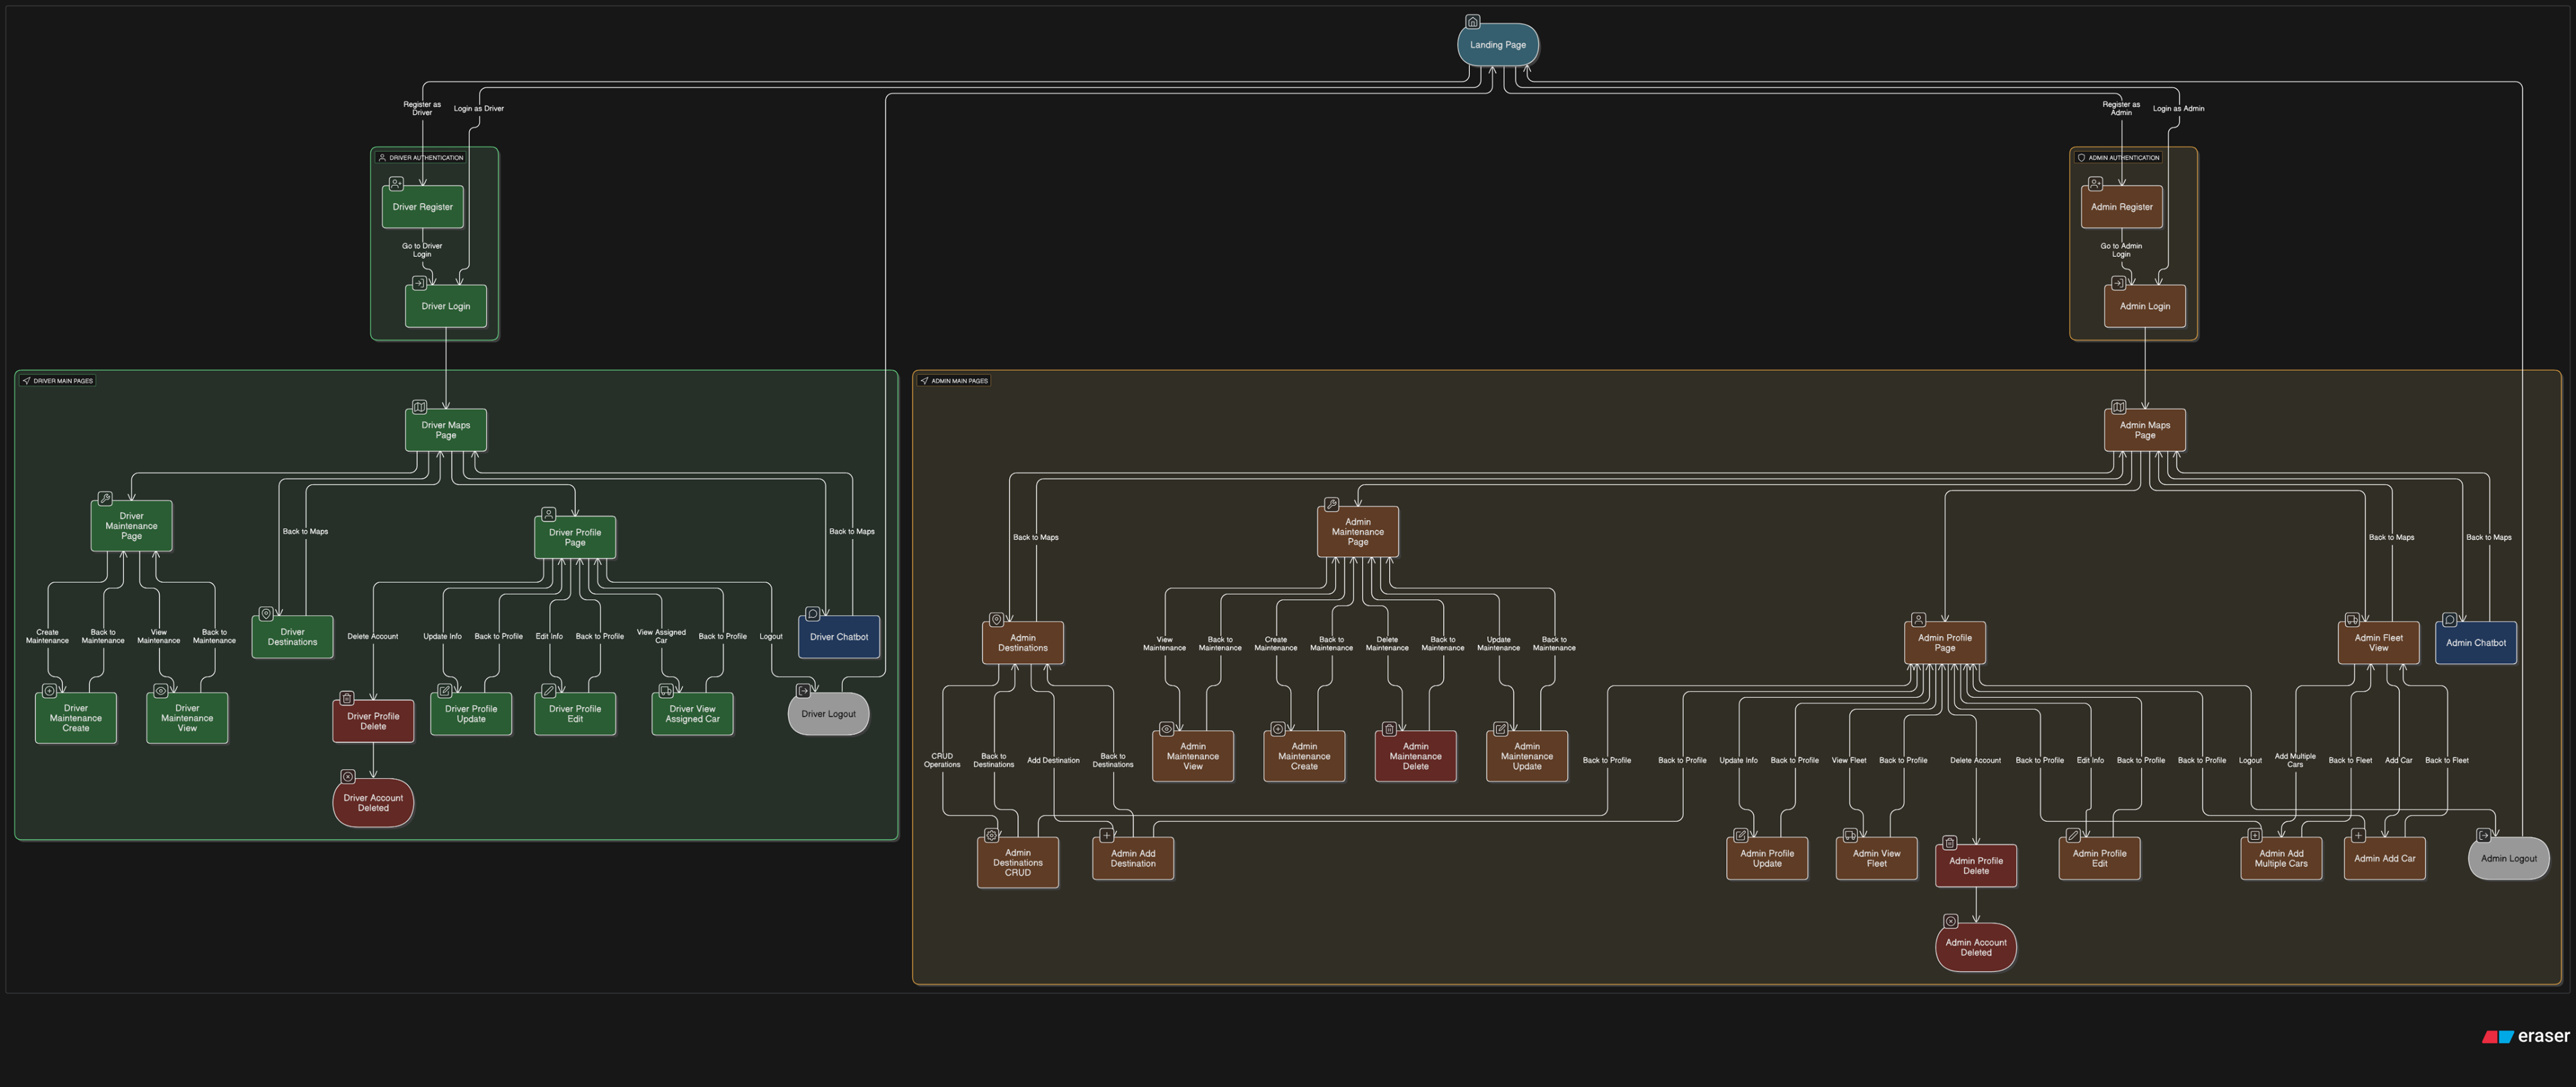 Landing Page
Register as
Driver
Login as Driver
Register as
Admin
Login as Admin
DRIVER AUTHENTICATION
ADMIN AUTHENTICATION
Driver Register
Admin Register
Go to Driver
Login
Go to Admin
Login
Driver Login
Admin Login
DRIVER MAIN PAGES
ADMIN MAIN PAGES
Driver Maps
Page
Admin Maps
Page
Driver
Maintenance
Page
Back to Maps
Driver Profile
Page
Back to Maps
Back to Maps
Admin
Maintenance
Page
Back to Maps
Back to Maps
Create
Maintenance
Back to
Maintenance
View
Maintenance
Back to
Maintenance
Driver
Destinations
Delete Account
Update Info
Back to Profile
Edit Info
Back to Profile
View Assigned
Car
Back to Profile
Logout
Driver Chatbot
Admin
Destinations
View
Maintenance
Back to
Maintenance
Create
Maintenance
Back to
Maintenance
Delete
Maintenance
Back to
Maintenance
Update
Maintenance
Back to
Maintenance
Admin Profile
Page
Admin Fleet
View
Admin Chatbot
Driver
Maintenance
Create
Driver
Maintenance
View
Driver Profile
Delete
Driver Profile
Update
Driver Profile
Edit
Driver View
Assigned Car
Driver Logout
CRUD
Operations
Back to
Destinations
Add Destination
Back to
Destinations
Admin
Maintenance
View
Admin
Maintenance
Create
Admin
Maintenance
Delete
Admin
Maintenance
Update
Back to Profile
Back to Profile
Update Info
Back to Profile
View Fleet
Back to Profile
Delete Account
Back to Profile
Edit Info
Back to Profile
Back to Profile
Logout
Add Multiple
Cars
Back to Fleet
Add Car
Back to Fleet
Driver Account
Deleted
Admin
Destinations
CRUD
Admin Add
Destination
Admin Profile
Update
Admin View
Fleet
Admin Profile
Delete
Admin Profile
Edit
Admin Add
Multiple Cars
Admin Add Car
Admin Logout
Admin Account
Deleted
eraser